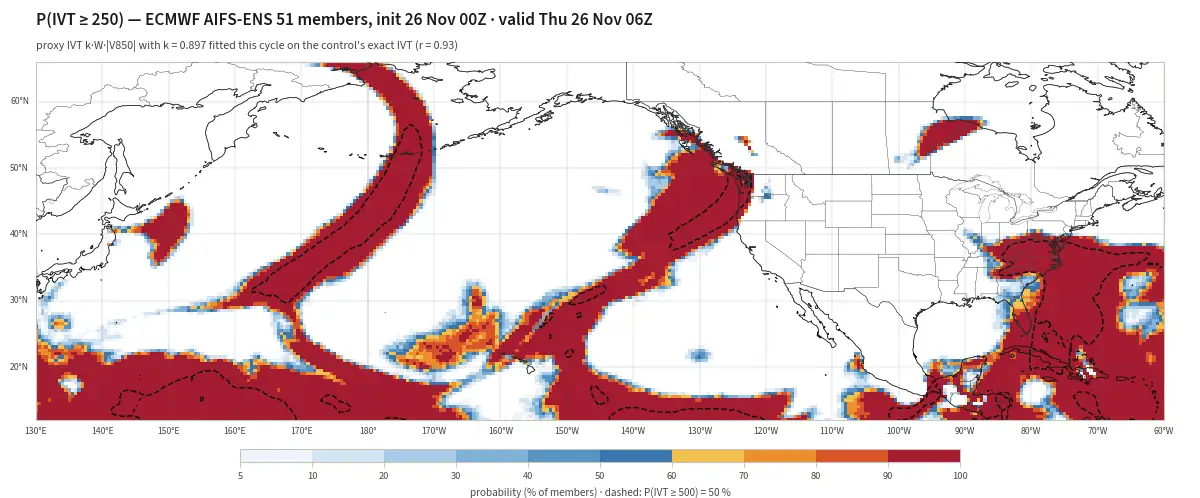 P(IVT ≥ 250) — ECMWF AIFS-ENS 51 members, init 26 Nov 00Z · valid Thu 26 Nov 06Z
proxy IVT k·W·|V850| with k = 0.897 fitted this cycle on the control's exact IVT (r = 0.93)
60°N
50°N
40°N
30°N
20°N
130°E 140°E 150°E 160°E 170°E 180° 170°W 160°W 150°W 140°W 130°W 120°W 110°W 100°W 90°W 80°W 70°W 60°W
5 10 20 30 40 50 60 70 80 90 100
probability (% of members) · dashed: P(IVT ≥ 500) = 50 %